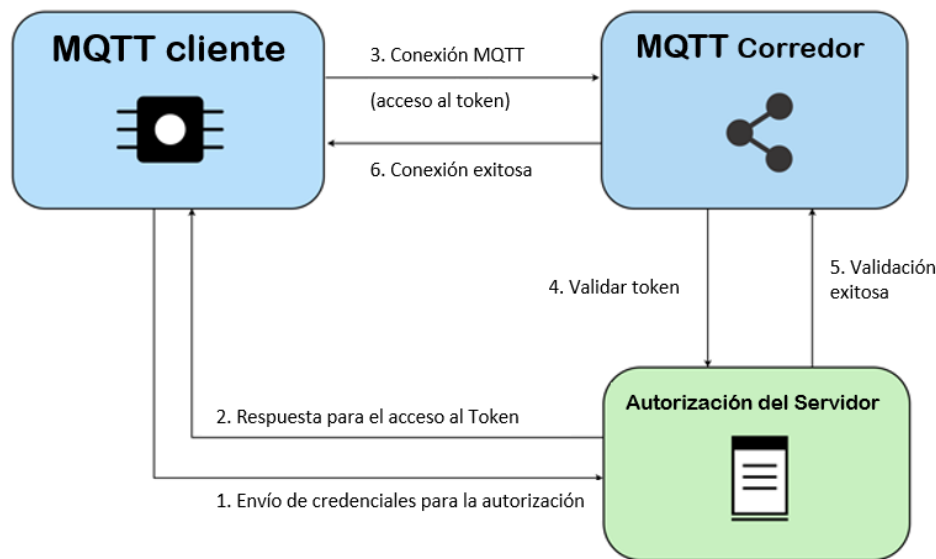 MQTT cliente
MQTT Corredor
3. Conexión MQTT
(acceso al token)
6. Conexión exitosa
4. Validar token
5. Validación
exitosa
Autorización del Servidor
2. Respuesta para el acceso al Token
1. Envío de credenciales para la autorización